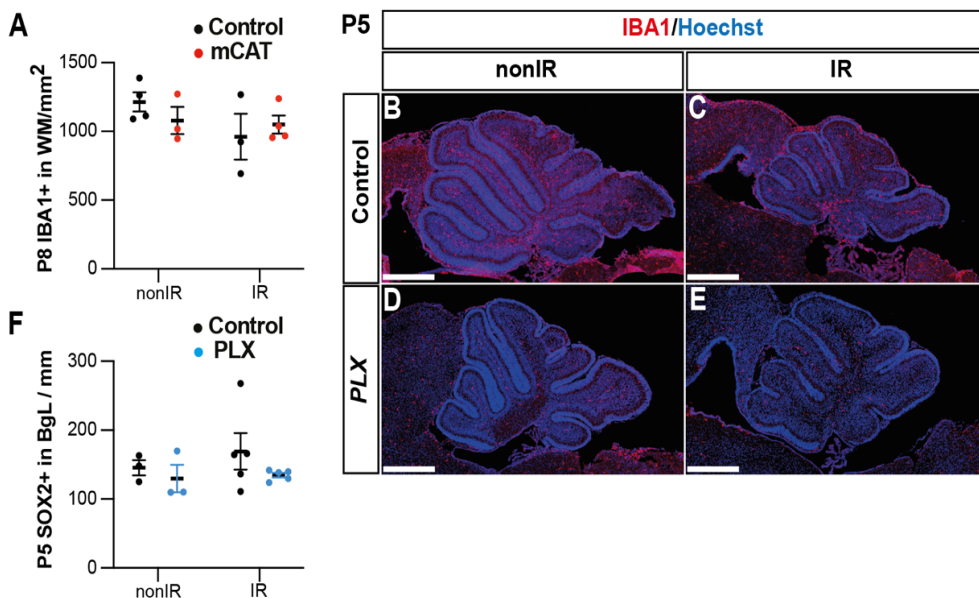 A
Control
mCAT
P8 IBA1+ in WM/mm²
1500
1000
500
0
nonIR
IR
P5
IBA1/Hoechst
nonIR
IR
Control
PLX
B
C
D
E
F
Control
PLX
P5 SOX2+ in BgL / mm
300
200
100
0
nonIR
IR